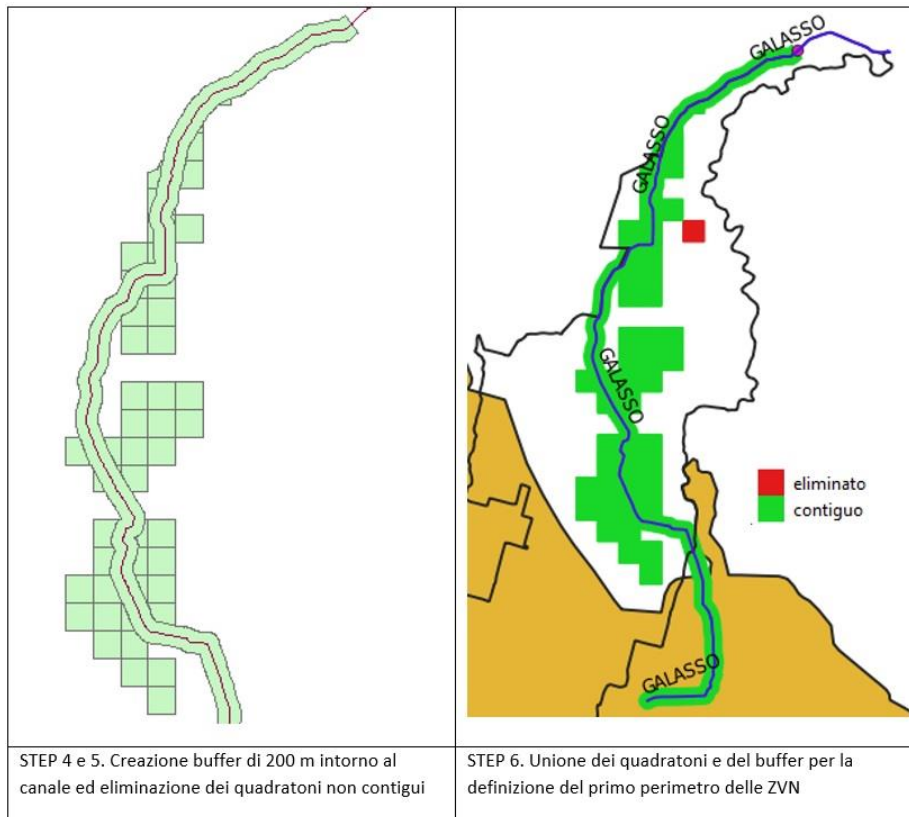 GALASSO
GALASSO
GALASSO
eliminato
contiguo
GALASSO
STEP 4 e 5. Creazione buffer di 200 m intorno al
canale ed eliminazione dei quadratoni non contigui
STEP 6. Unione dei quadratoni e del buffer per la
definizione del primo perimetro delle ZVN